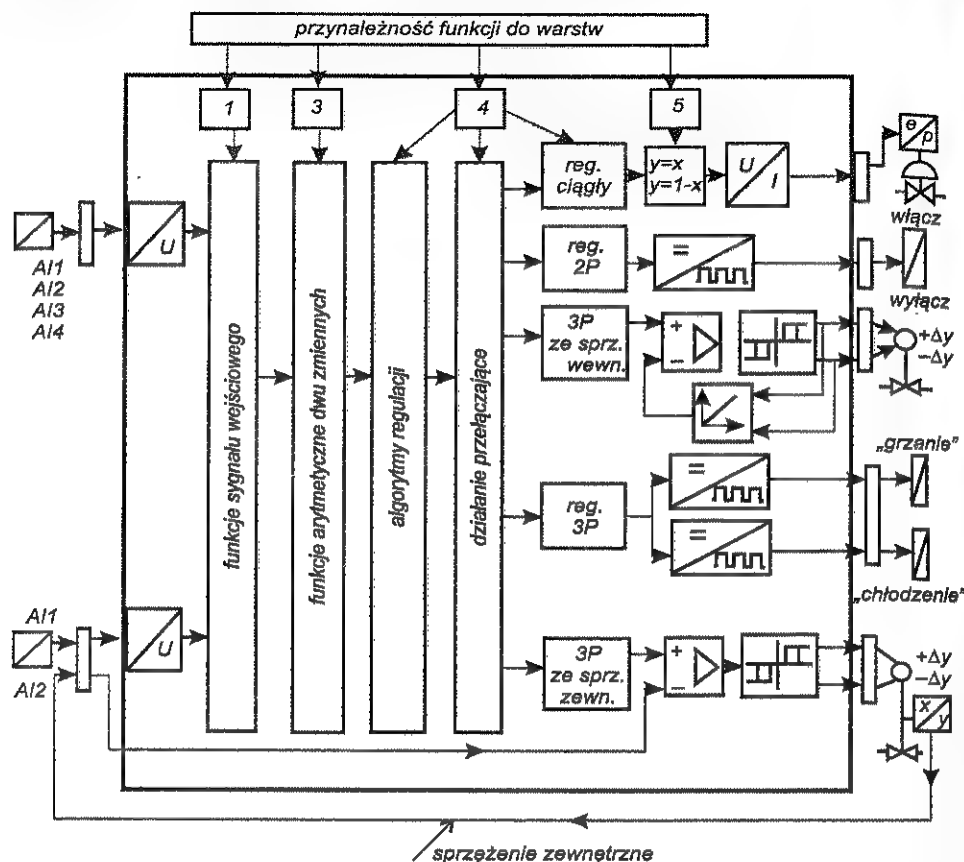 przynależność funkcji do warstw
1
3
4
5
funkcje sygnału wejściowego
funkcje arytmetyczne dwu zmiennych
algorytmy regulacji
działanie przełączające
reg.
ciągły
y=x
y=1-x
U
I
e
p
włącz
U
AI1
AI2
AI3
AI4
reg.
2P
=
wyłącz
3P
ze sprz.
wewn.
+
−
+Δy
−Δy
reg.
3P
=
=
„grzanie"
„chłodzenie"
AI1
AI2
U
3P
ze sprz.
zewn.
+
−
+Δy
−Δy
x
y
sprzężenie zewnętrzne